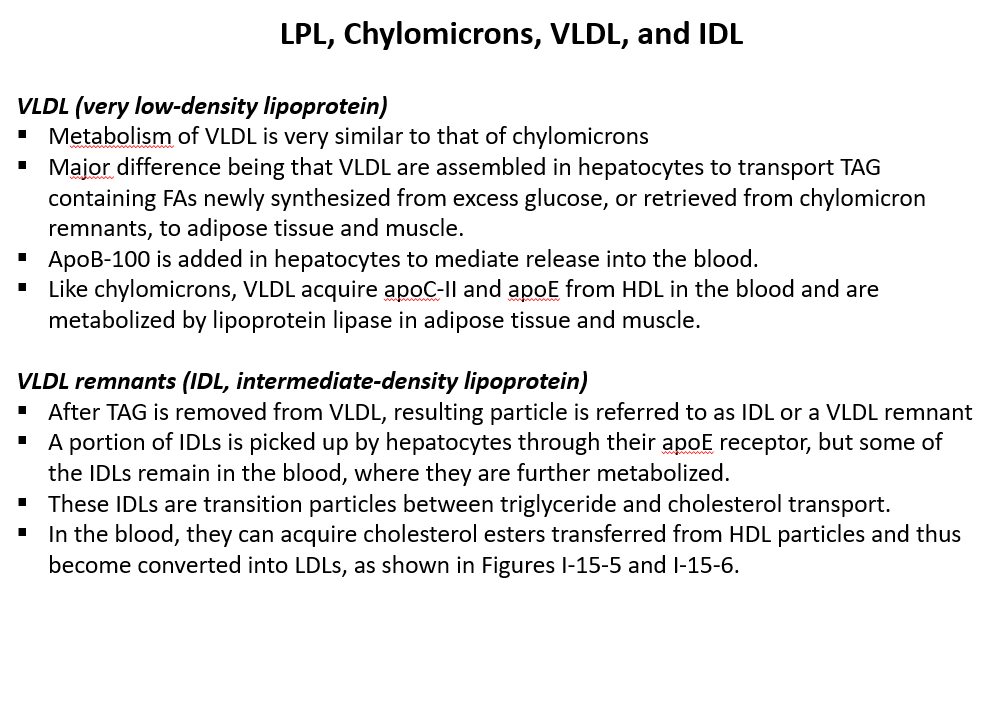 LPL, Chylomicrons, VLDL, and IDL
VLDL (very low-density lipoprotein)
▪ Metabolism of VLDL is very similar to that of chylomicrons
▪ Major difference being that VLDL are assembled in hepatocytes to transport TAG
containing FAs newly synthesized from excess glucose, or retrieved from chylomicron
remnants, to adipose tissue and muscle.
▪ ApoB-100 is added in hepatocytes to mediate release into the blood.
▪ Like chylomicrons, VLDL acquire apoC-II and apoE from HDL in the blood and are
metabolized by lipoprotein lipase in adipose tissue and muscle.
VLDL remnants (IDL, intermediate-density lipoprotein)
▪ After TAG is removed from VLDL, resulting particle is referred to as IDL or a VLDL remnant
▪ A portion of IDLs is picked up by hepatocytes through their apoE receptor, but some of
the IDLs remain in the blood, where they are further metabolized.
▪ These IDLs are transition particles between triglyceride and cholesterol transport.
▪ In the blood, they can acquire cholesterol esters transferred from HDL particles and thus
become converted into LDLs, as shown in Figures I-15-5 and I-15-6.